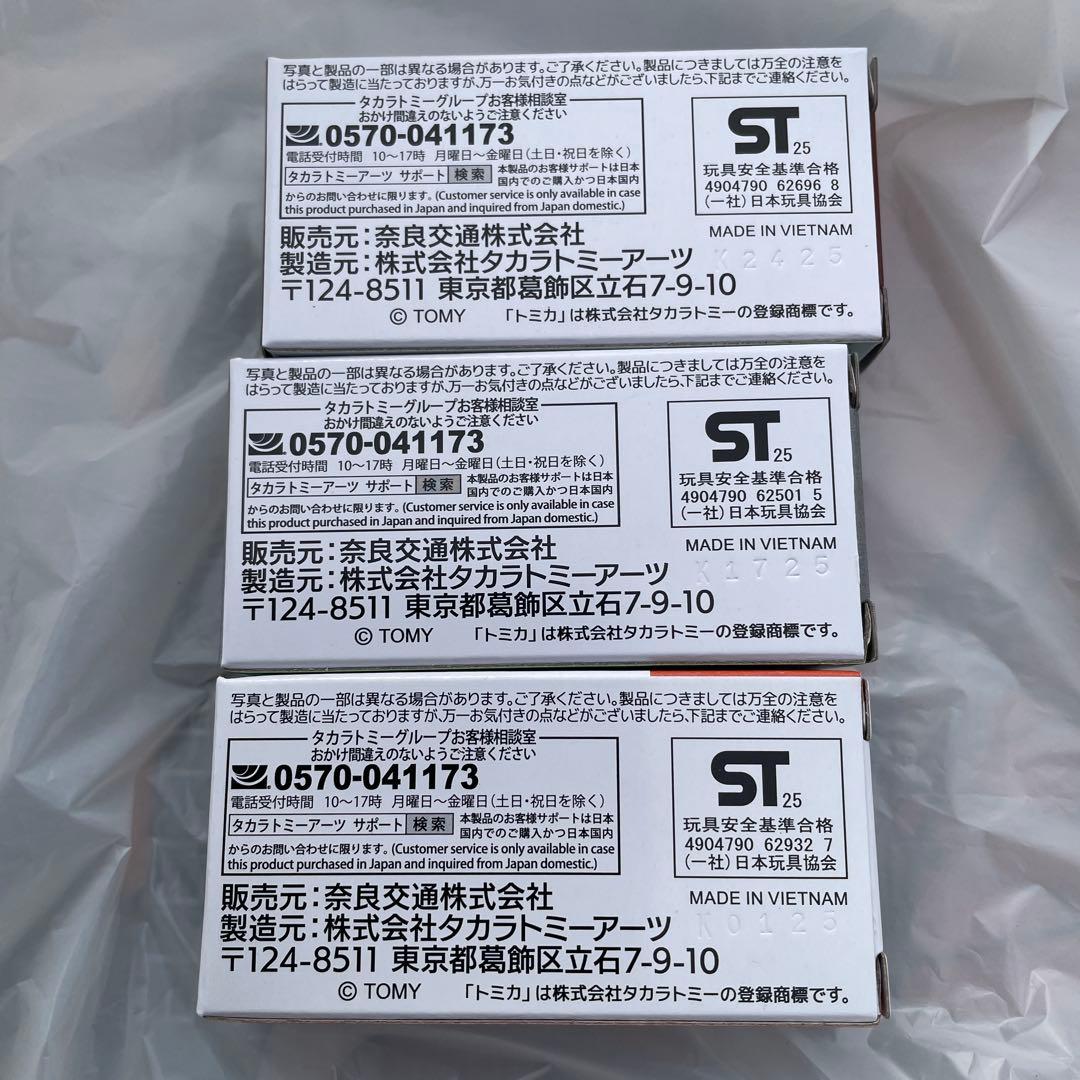 写真と製品の一部は異なる場合があります。ご了承ください。製品につきましては万全の注意を
はらって製造に当たっておりますが、万一お気付きの点などがございましたら、下記までご連絡ください。
タカラトミーグループお客様相談室
おかけ間違えのないようご注意ください
0570-041173
電話受付時間 10〜17時 月曜日〜金曜日(土日・祝日を除く)
タカラトミーアーツ サポート 検索 本製品のお客様サポートは日本
国内でのご購入かつ日本国内
からのお問い合わせに限ります。(Customer service is only available in case
this product purchased in Japan and inquired from Japan domestic.)
ST 25
玩具安全基準合格
4904790 62696 8
(一社)日本玩具協会
MADE IN VIETNAM
K2425
販売元:奈良交通株式会社
製造元:株式会社タカラトミーアーツ
〒124-8511 東京都葛飾区立石7-9-10
© TOMY 「トミカ」は株式会社タカラトミーの登録商標です。
写真と製品の一部は異なる場合があります。ご了承ください。製品につきましては万全の注意を
はらって製造に当たっておりますが、万一お気付きの点などがございましたら、下記までご連絡ください。
タカラトミーグループお客様相談室
おかけ間違えのないようご注意ください
0570-041173
電話受付時間 10〜17時 月曜日〜金曜日(土日・祝日を除く)
タカラトミーアーツ サポート 検索 本製品のお客様サポートは日本
国内でのご購入かつ日本国内
からのお問い合わせに限ります。(Customer service is only available in case
this product purchased in Japan and inquired from Japan domestic.)
ST 25
玩具安全基準合格
4904790 62501 5
(一社)日本玩具協会
MADE IN VIETNAM
K1725
販売元:奈良交通株式会社
製造元:株式会社タカラトミーアーツ
〒124-8511 東京都葛飾区立石7-9-10
© TOMY 「トミカ」は株式会社タカラトミーの登録商標です。
写真と製品の一部は異なる場合があります。ご了承ください。製品につきましては万全の注意を
はらって製造に当たっておりますが、万一お気付きの点などがございましたら、下記までご連絡ください。
タカラトミーグループお客様相談室
おかけ間違えのないようご注意ください
0570-041173
電話受付時間 10〜17時 月曜日〜金曜日(土日・祝日を除く)
タカラトミーアーツ サポート 検索 本製品のお客様サポートは日本
国内でのご購入かつ日本国内
からのお問い合わせに限ります。(Customer service is only available in case
this product purchased in Japan and inquired from Japan domestic.)
ST 25
玩具安全基準合格
4904790 62932 7
(一社)日本玩具協会
MADE IN VIETNAM
K0125
販売元:奈良交通株式会社
製造元:株式会社タカラトミーアーツ
〒124-8511 東京都葛飾区立石7-9-10
© TOMY 「トミカ」は株式会社タカラトミーの登録商標です。